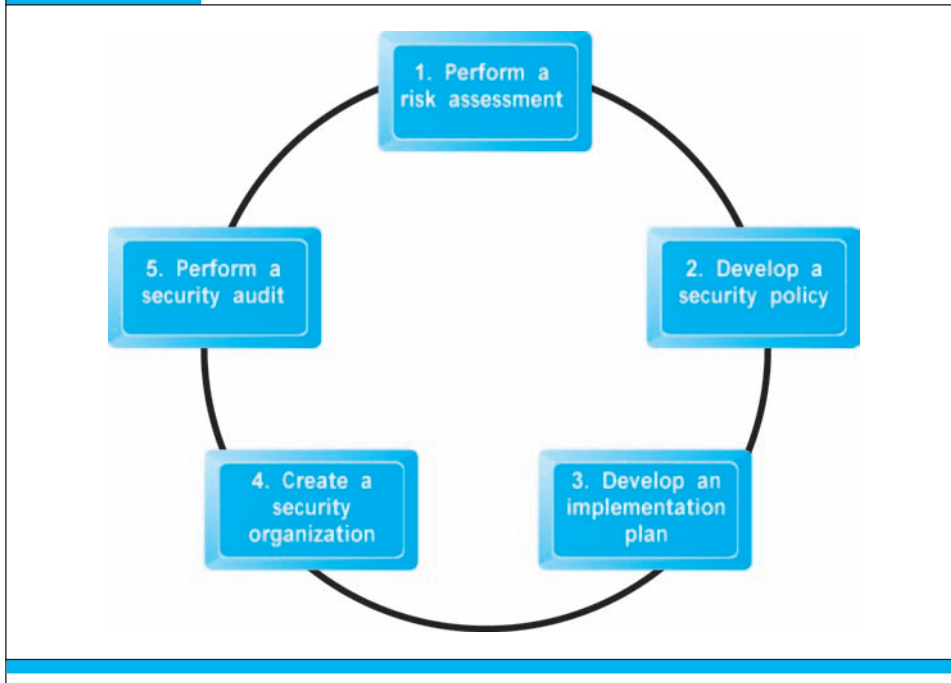 1. Perform a
risk assessment
2. Develop a
security policy
3. Develop an
implementation
plan
4. Create a
security
organization
5. Perform a
security audit